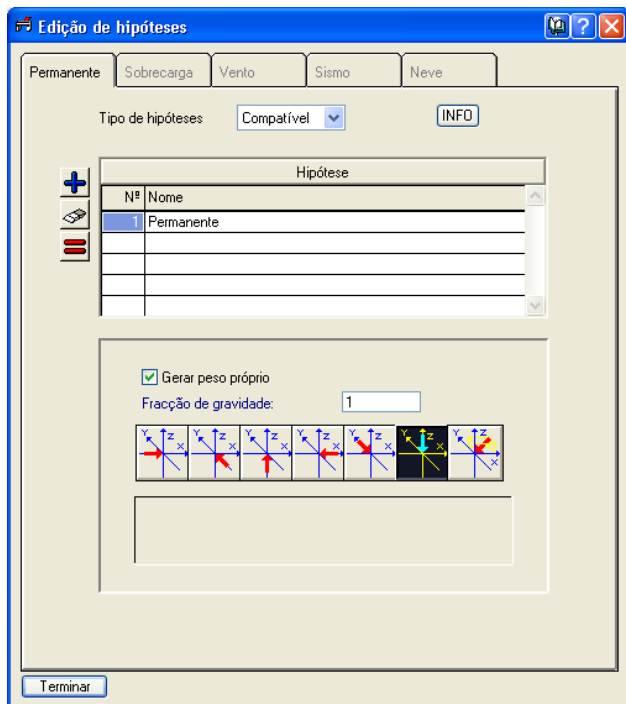 Edição de hipóteses
Permanente Sobrecarga Vento Sismo Neve
Tipo de hipóteses Compatível INFO
Hipótese
Nº Nome
1 Permanente
Gerar peso próprio
Fracção de gravidade: 1
Y Z X Y Z X Y Z X Y Z X Y Z X Y Z X Y Z X
Terminar